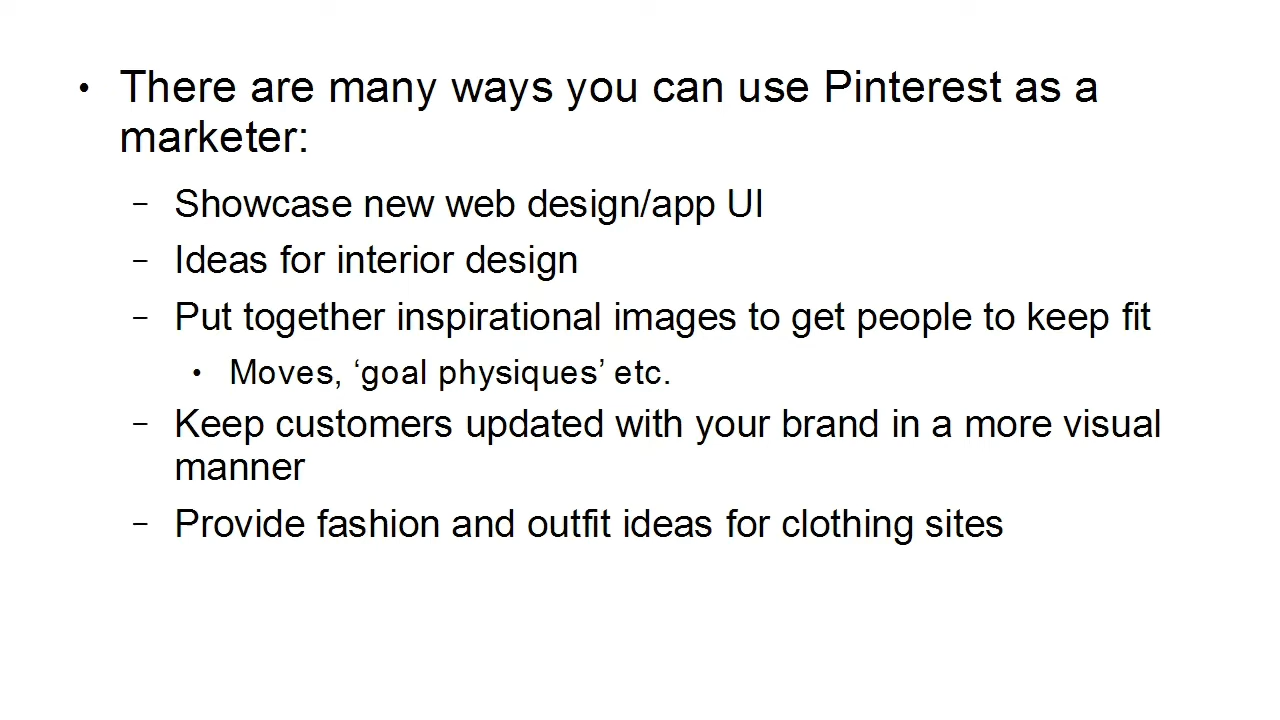 • There are many ways you can use Pinterest as a
marketer:
– Showcase new web design/app UI
– Ideas for interior design
– Put together inspirational images to get people to keep fit
• Moves, ‘goal physiques’ etc.
– Keep customers updated with your brand in a more visual
manner
– Provide fashion and outfit ideas for clothing sites